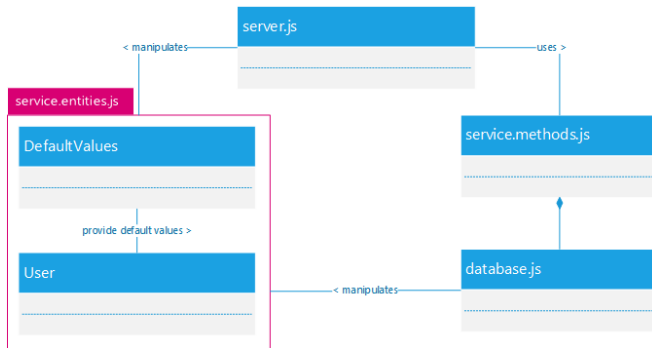 server.js
< manipulates
uses >
service.entities.js
DefaultValues
service.methods.js
provide default values >
User
database.js
< manipulates